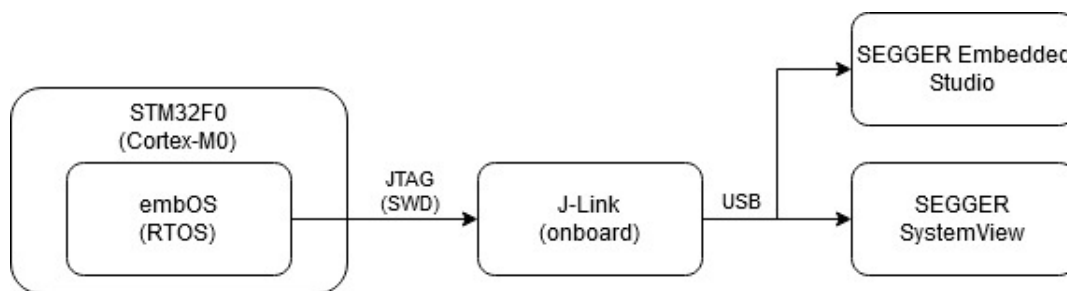 STM32F0
(Cortex-M0)
embOS
(RTOS)
JTAG
(SWD)
J-Link
(onboard)
USB
SEGGER Embedded
Studio
SEGGER
SystemView